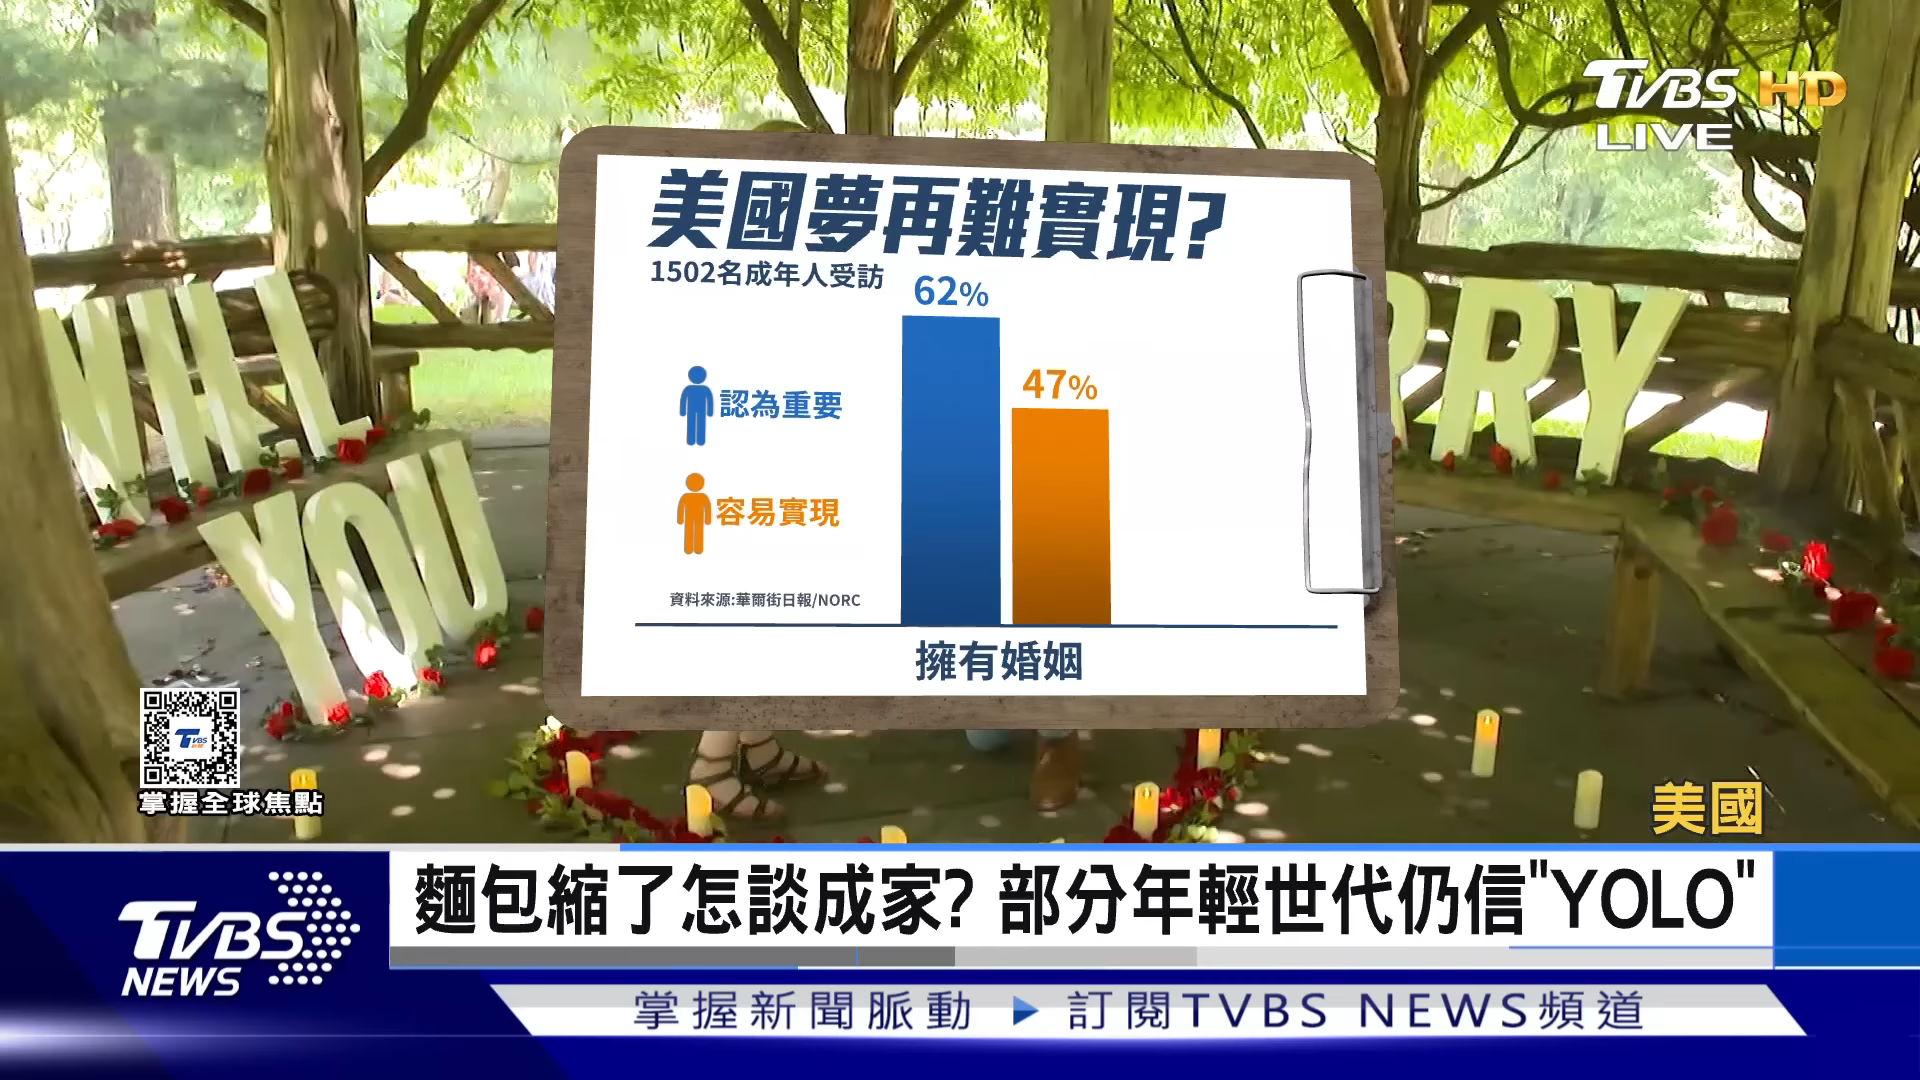 TVBS HD
LIVE
美國夢再難實現?
1502名成年人受訪
62%
47%
認為重要
容易實現
資料來源:華爾街日報/NORC
擁有婚姻
WILL
YOU
RRY
TVBS
新聞
掌握全球焦點
美國
麵包縮了怎談成家? 部分年輕世代仍信"YOLO"
TVBS
NEWS
掌握新聞脈動 ▶ 訂閱TVBS NEWS頻道